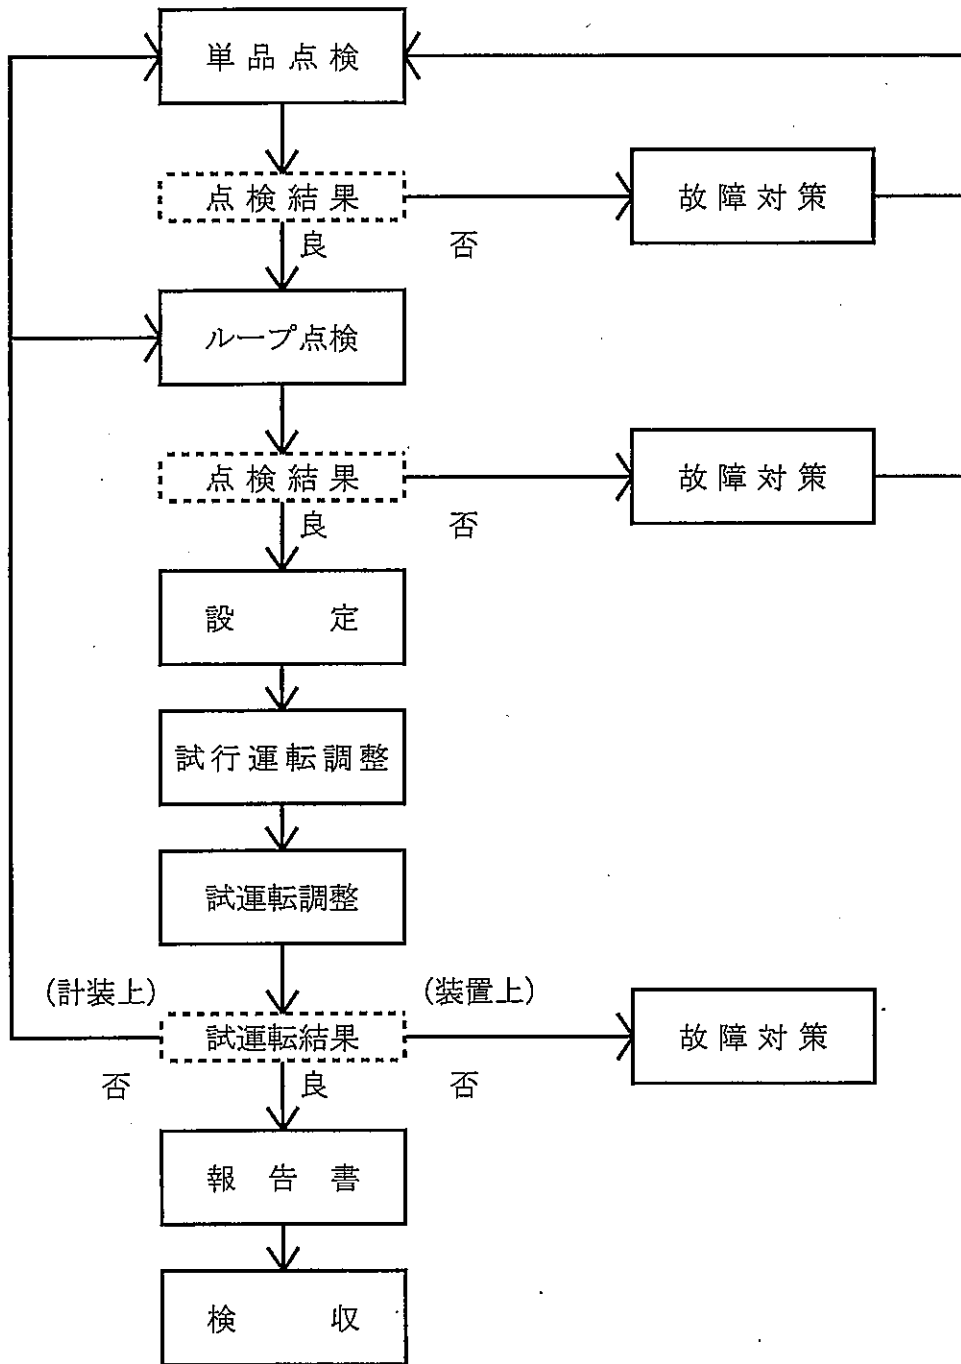 単品点検
点検結果
故障対策
良
否
ループ点検
点検結果
故障対策
良
否
設定
試行運転調整
試運転調整
(計装上)
(装置上)
試運転結果
故障対策
否
良
否
報告書
検収